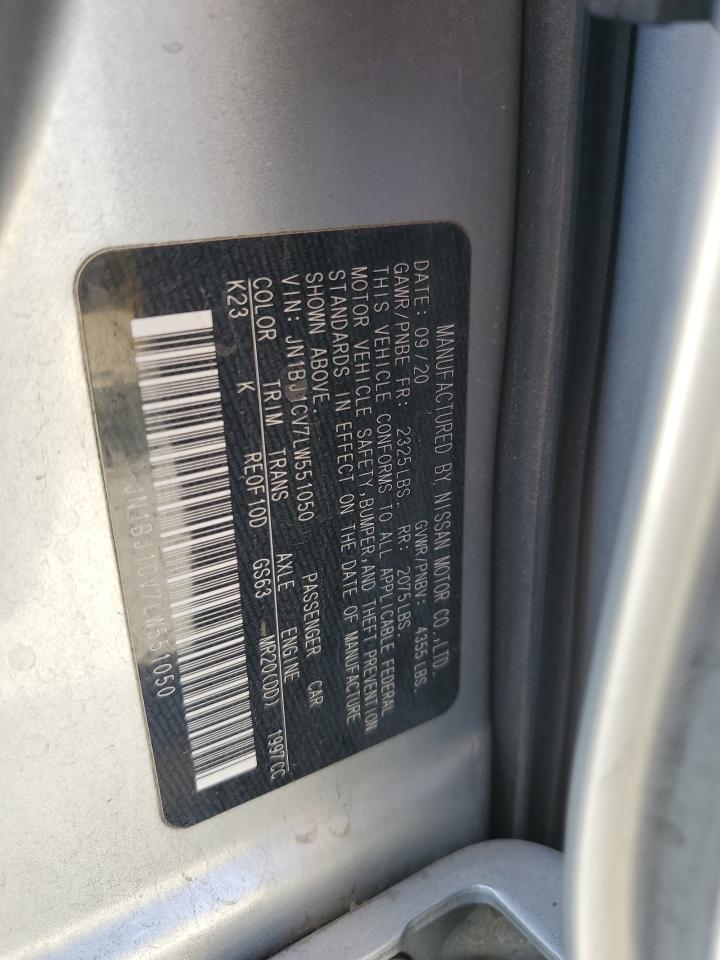 MANUFACTURED BY NISSAN MOTOR CO.,LTD.
DATE: 09/20 GVWR/PNBV: 4355 LBS.
GAWR/PNBE FR: 2325LBS. RR: 2075LBS.
THIS VEHICLE CONFORMS TO ALL APPLICABLE FEDERAL
MOTOR VEHICLE SAFETY,BUMPER,AND THEFT PREVENTION
STANDARDS IN EFFECT ON THE DATE OF MANUFACTURE
SHOWN ABOVE.
VIN: JN1BJ1CV7LW551050 PASSENGER CAR
COLOR TRIM TRANS AXLE ENGINE
K23 K REOF10D GS63 MR20(DD) 1997CC
JN1BJ1CV7LW551050